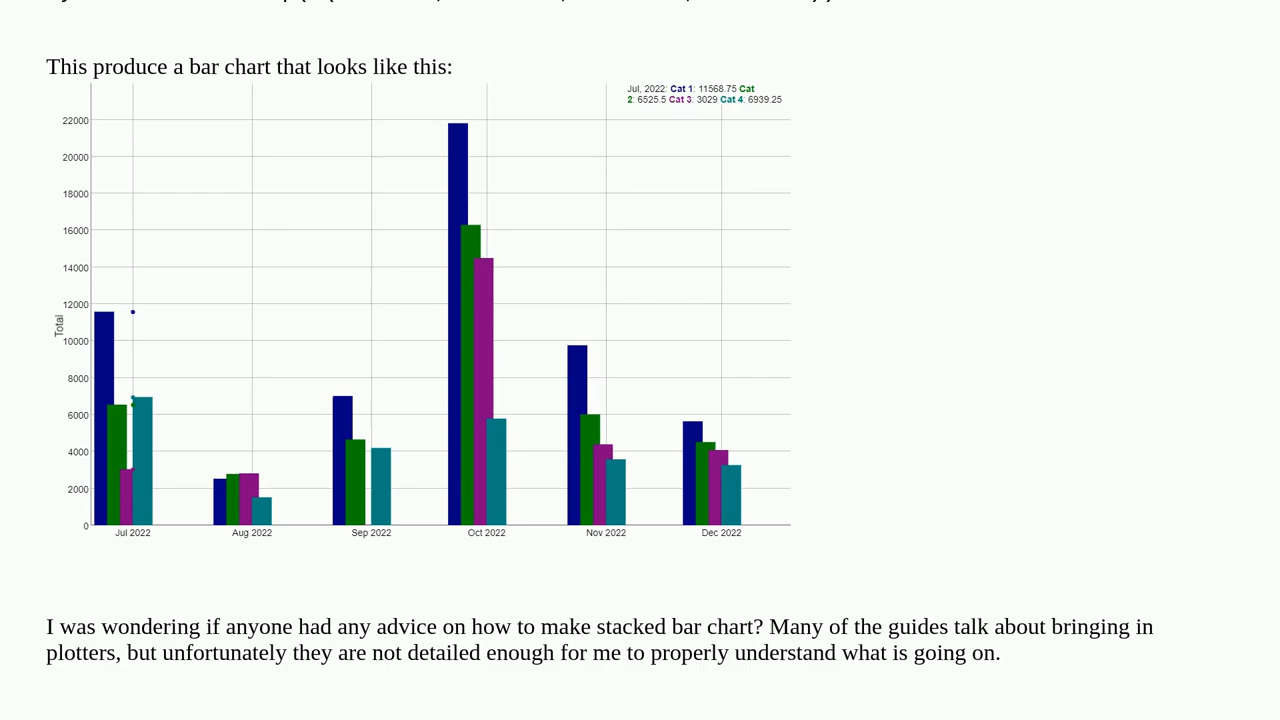 This produce a bar chart that looks like this:
Jul, 2022: Cat 1: 11568.75 Cat
2: 6525.5 Cat 3: 3029 Cat 4: 6939.25
22000
20000
18000
16000
14000
12000
Total
10000
8000
6000
4000
2000
0
Jul 2022 Aug 2022 Sep 2022 Oct 2022 Nov 2022 Dec 2022
I was wondering if anyone had any advice on how to make stacked bar chart? Many of the guides talk about bringing in
plotters, but unfortunately they are not detailed enough for me to properly understand what is going on.